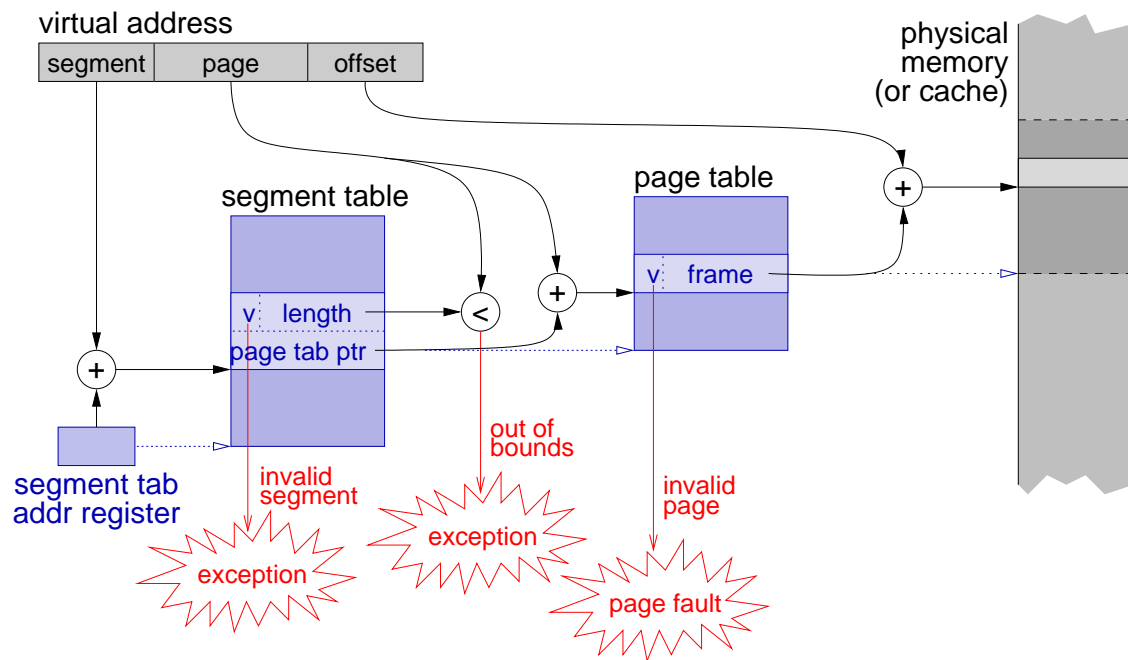 virtual address
segment page offset
physical
memory
(or cache)
segment table
page table
+
+
+
v frame
v length
<
page tab ptr
+
segment tab
addr register
out of
bounds
invalid
segment
invalid
page
exception
exception
page fault